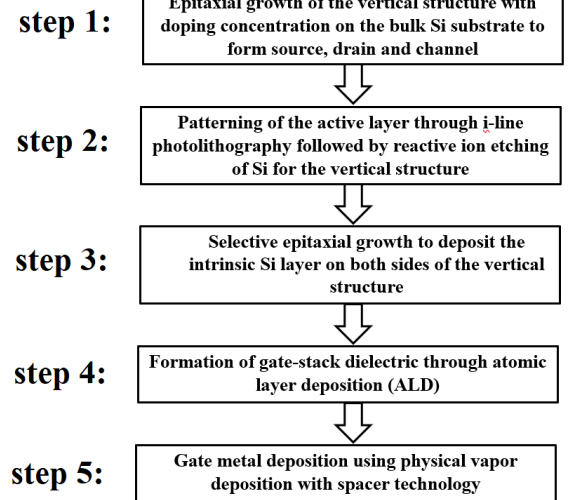 step 1:
Epitaxial growth of the vertical structure with
doping concentration on the bulk Si substrate to
form source, drain and channel
step 2:
Patterning of the active layer through i-line
photolithography followed by reactive ion etching
of Si for the vertical structure
step 3:
Selective epitaxial growth to deposit the
intrinsic Si layer on both sides of the vertical
structure
step 4:
Formation of gate-stack dielectric through atomic
layer deposition (ALD)
step 5:
Gate metal deposition using physical vapor
deposition with spacer technology